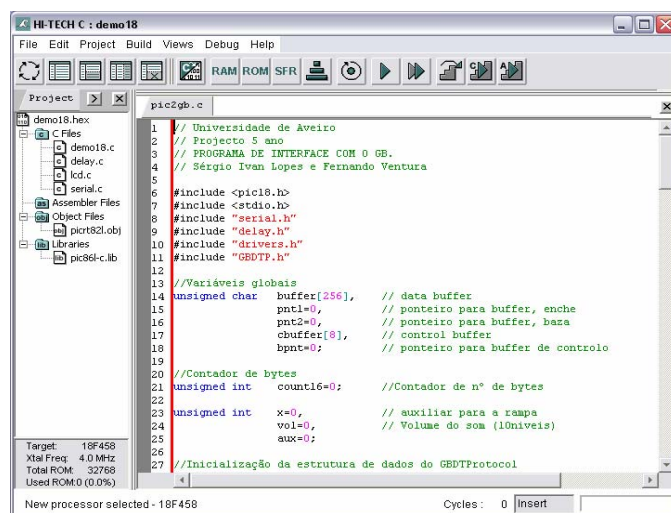 HI-TECH C : demo18
File Edit Project Build Views Debug Help
RAM ROM SFR
Project
pic2gb.c
demo18.hex
C Files
demo18.c
delay.c
lcd.c
serial.c
Assembler Files
Object Files
picrt82l.obj
Libraries
pic86l-c.lib
1 // Universidade de Aveiro
2 // Projecto 5 ano
3 // PROGRAMA DE INTERFACE COM O GB.
4 // Sérgio Ivan Lopes e Fernando Ventura
5
6 #include <pic18.h>
7 #include <stdio.h>
8 #include "serial.h"
9 #include "delay.h"
10 #include "drivers.h"
11 #include "GBDTP.h"
12
13 //Variáveis globais
14 unsigned char buffer[256], // data buffer
15 pnt1=0, // ponteiro para buffer, enche
16 pnt2=0, // ponteiro para buffer, baza
17 cbuffer[8], // control buffer
18 bpnt=0; // ponteiro para buffer de controlo
19
20 //Contador de bytes
21 unsigned int count16=0; //Contador de nº de bytes
22
23 unsigned int x=0, // auxiliar para a rampa
24 vol=0, // Volume do som (10niveis)
25 aux=0;
26
27 //Inicialização da estrutura de dados do GBDTProtocol
Target: 18F458
Xtal Freq: 4.0 MHz
Total ROM: 32768
Used ROM:0 (0.0%)
New processor selected - 18F458
Cycles : 0 Insert